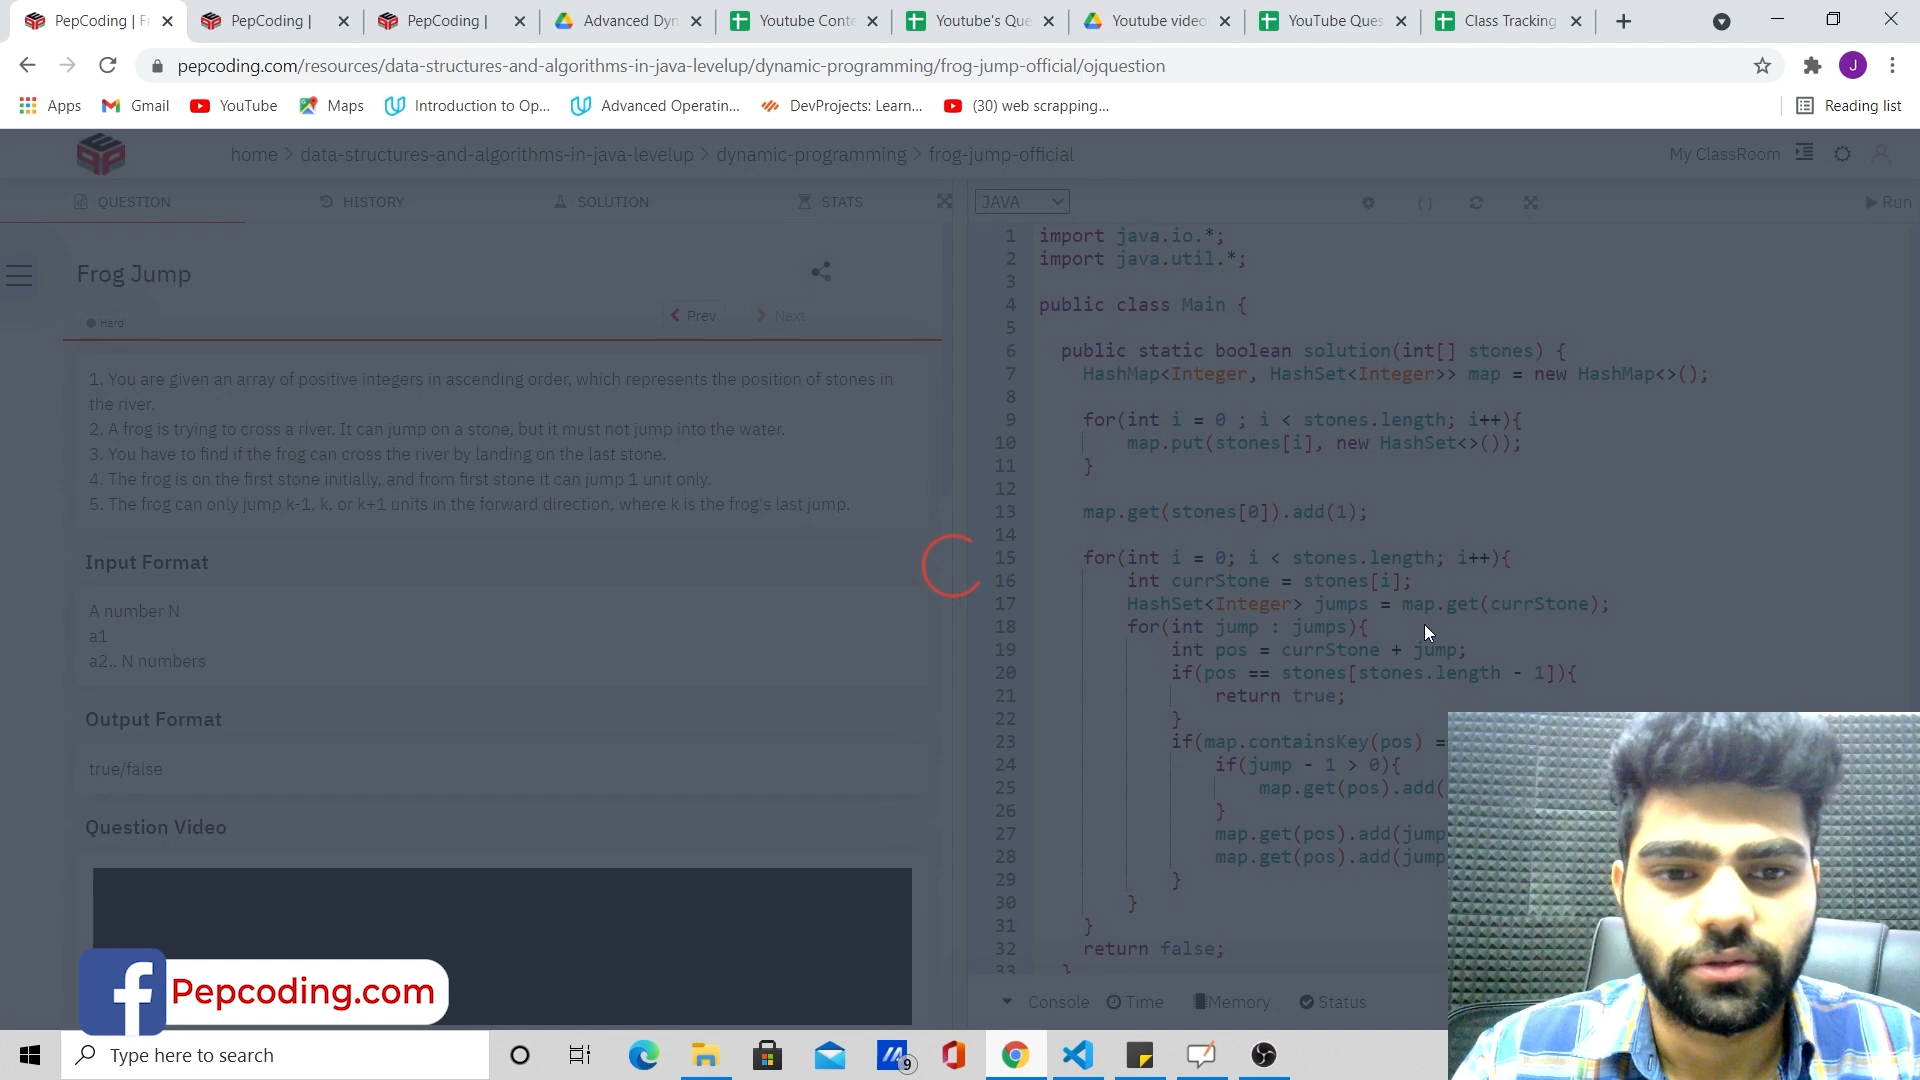 PepCoding | Fr
PepCoding |
PepCoding |
Advanced Dyn
Youtube Conte
Youtube's Que
Youtube video
YouTube Ques
Class Tracking
pepcoding.com/resources/data-structures-and-algorithms-in-java-levelup/dynamic-programming/frog-jump-official/ojquestion
J
Apps
Gmail
YouTube
Maps
Introduction to Op...
Advanced Operatin...
DevProjects: Learn...
(30) web scrapping...
Reading list
home > data-structures-and-algorithms-in-java-levelup > dynamic-programming > frog-jump-official
My ClassRoom
QUESTION
HISTORY
SOLUTION
STATS
JAVA
Run
Frog Jump
Hard
Prev
Next
1. You are given an array of positive integers in ascending order, which represents the position of stones in
the river.
2. A frog is trying to cross a river. It can jump on a stone, but it must not jump into the water.
3. You have to find if the frog can cross the river by landing on the last stone.
4. The frog is on the first stone initially, and from first stone it can jump 1 unit only.
5. The frog can only jump k-1, k, or k+1 units in the forward direction, where k is the frog's last jump.
Input Format
A number N
a1
a2.. N numbers
Output Format
true/false
Question Video
1 import java.io.*;
2 import java.util.*;
3
4 public class Main {
5
6 public static boolean solution(int[] stones) {
7 HashMap<Integer, HashSet<Integer>> map = new HashMap<>();
8
9 for(int i = 0 ; i < stones.length; i++){
10 map.put(stones[i], new HashSet<>());
11 }
12
13 map.get(stones[0]).add(1);
14
15 for(int i = 0; i < stones.length; i++){
16 int currStone = stones[i];
17 HashSet<Integer> jumps = map.get(currStone);
18 for(int jump : jumps){
19 int pos = currStone + jump;
20 if(pos == stones[stones.length - 1]){
21 return true;
22 }
23 if(map.containsKey(pos) =
24 if(jump - 1 > 0){
25 map.get(pos).add(
26 }
27 map.get(pos).add(jump
28 map.get(pos).add(jump
29 }
30 }
31 }
32 return false;
33 }
Console
Time
Memory
Status
f Pepcoding.com
Type here to search
9